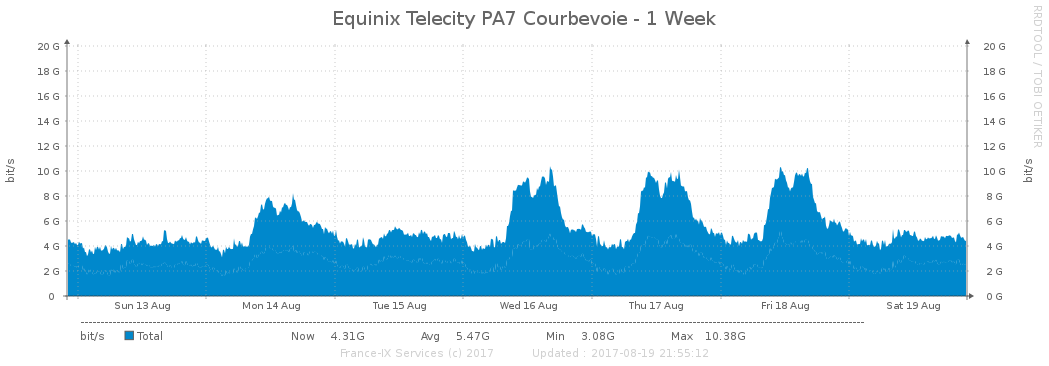 Equinix Telecity PA7 Courbevoie - 1 Week
RRDTOOL / TOBI OETIKER
bit/s
20 G 20 G
18 G 18 G
16 G 16 G
14 G 14 G
12 G 12 G
10 G 10 G
8 G 8 G
6 G 6 G
4 G 4 G
2 G 2 G
0 0 G
bit/s
Sun 13 Aug Mon 14 Aug Tue 15 Aug Wed 16 Aug Thu 17 Aug Fri 18 Aug Sat 19 Aug
bit/s Total Now 4.31G Avg 5.47G Min 3.08G Max 10.38G
France-IX Services (c) 2017 Updated : 2017-08-19 21:55:12